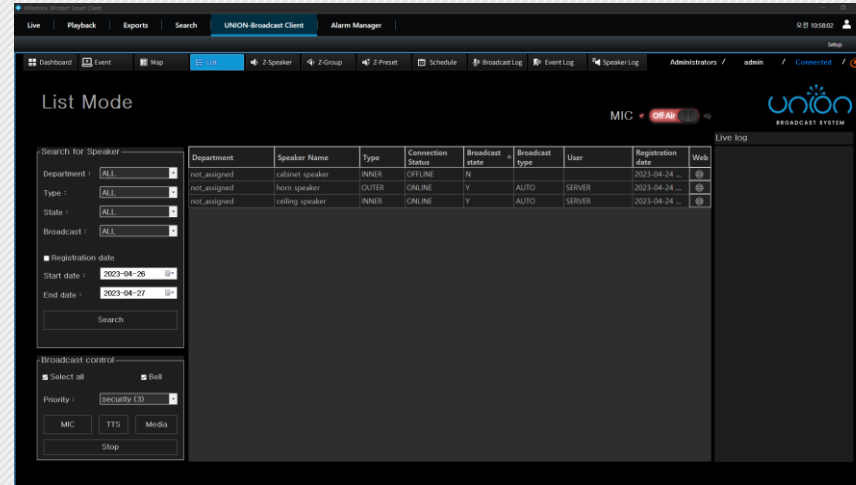 Milestone XProtect Smart Client
Live Playback Exports Search UNION-Broadcast Client Alarm Manager 오전 10:58:02
Setup
Dashboard Event Map List Z-Speaker Z-Group Z-Preset Schedule Broadcast Log Event Log Speaker Log Administrators / admin / Connected /
List Mode
MIC Off Air
union
BROADCAST SYSTEM
Live log
Search for Speaker
Department : ALL
Type : ALL
State : ALL
Broadcast : ALL
Registration date
Start date : 2023-04-26
End date : 2023-04-27
Search
Department Speaker Name Type Connection Status Broadcast state Broadcast type User Registration date Web
not_assigned cabinet speaker INNER OFFLINE N 2023-04-24 ...
not_assigned horn speaker OUTER ONLINE Y AUTO SERVER 2023-04-24 ...
not_assigned ceiling speaker INNER ONLINE Y AUTO SERVER 2023-04-24 ...
Broadcast control
Select all Bell
Priority : security (3)
MIC TTS Media
Stop